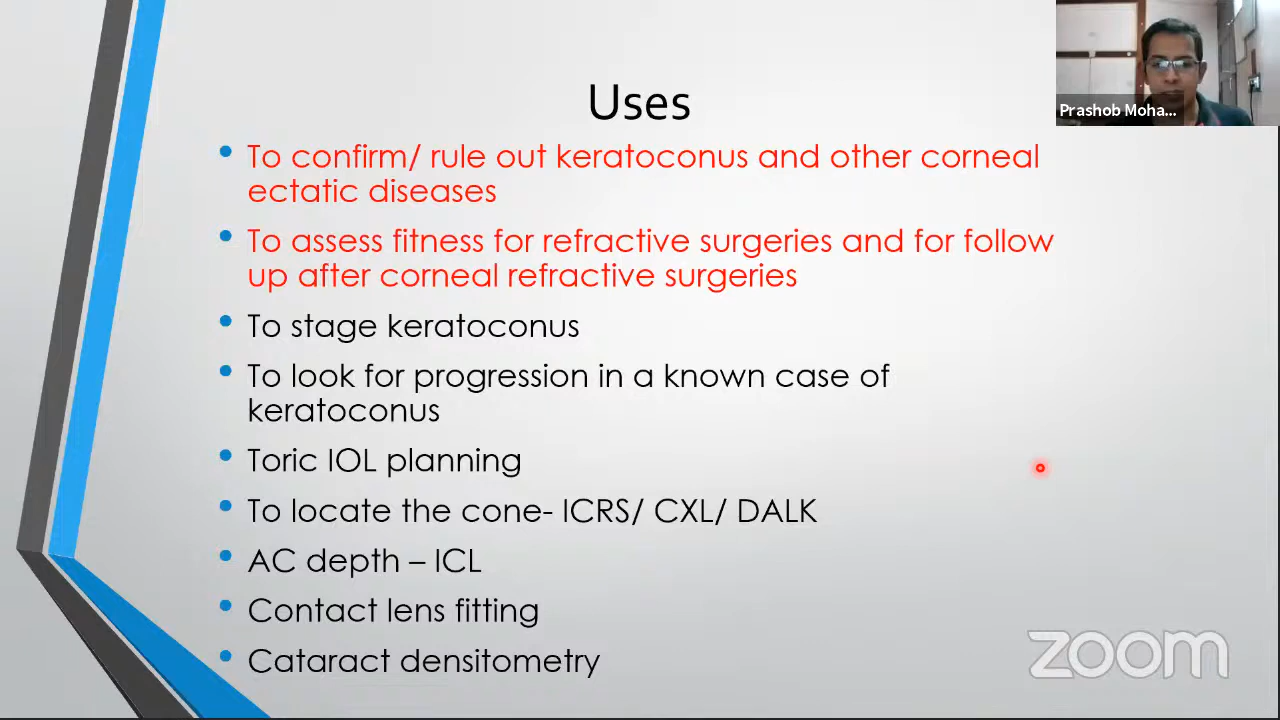 Uses
Prashob Moha...
• To confirm/ rule out keratoconus and other corneal
ectatic diseases
• To assess fitness for refractive surgeries and for follow
up after corneal refractive surgeries
• To stage keratoconus
• To look for progression in a known case of
keratoconus
• Toric IOL planning
• To locate the cone- ICRS/ CXL/ DALK
• AC depth – ICL
• Contact lens fitting
• Cataract densitometry
zoom